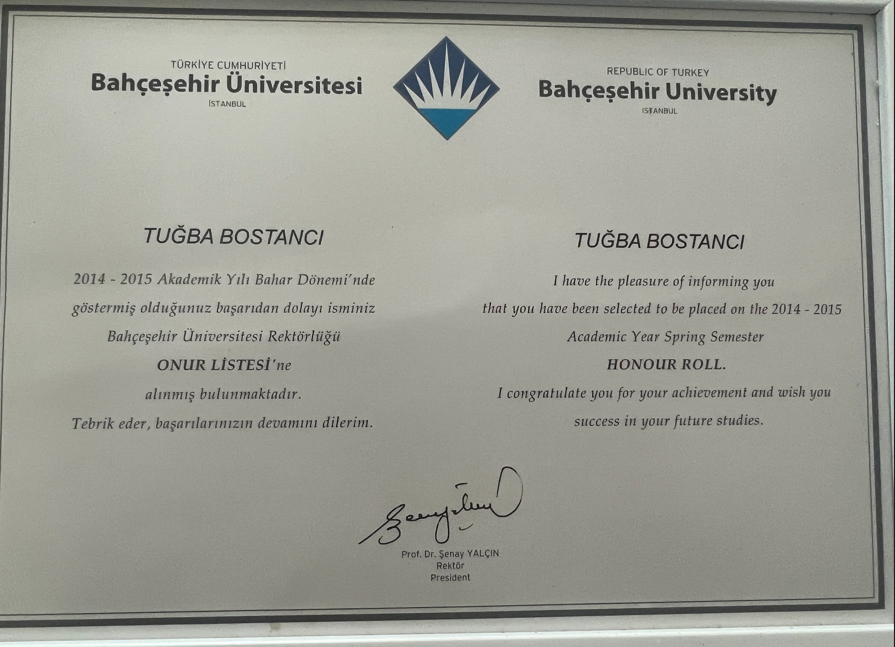 TÜRKİYE CUMHURİYETİ
Bahçeşehir Üniversitesi
İSTANBUL
REPUBLIC OF TURKEY
Bahçeşehir University
ISTANBUL
TUĞBA BOSTANCI
2014 - 2015 Akademik Yılı Bahar Dönemi'nde
göstermiş olduğunuz başarıdan dolayı isminiz
Bahçeşehir Üniversitesi Rektörlüğü
ONUR LİSTESİ'ne
alınmış bulunmaktadır.
Tebrik eder, başarılarınızın devamını dilerim.
TUĞBA BOSTANCI
I have the pleasure of informing you
that you have been selected to be placed on the 2014 - 2015
Academic Year Spring Semester
HONOUR ROLL.
I congratulate you for your achievement and wish you
success in your future studies.
Prof. Dr. Şenay YALÇIN
Rektör
President